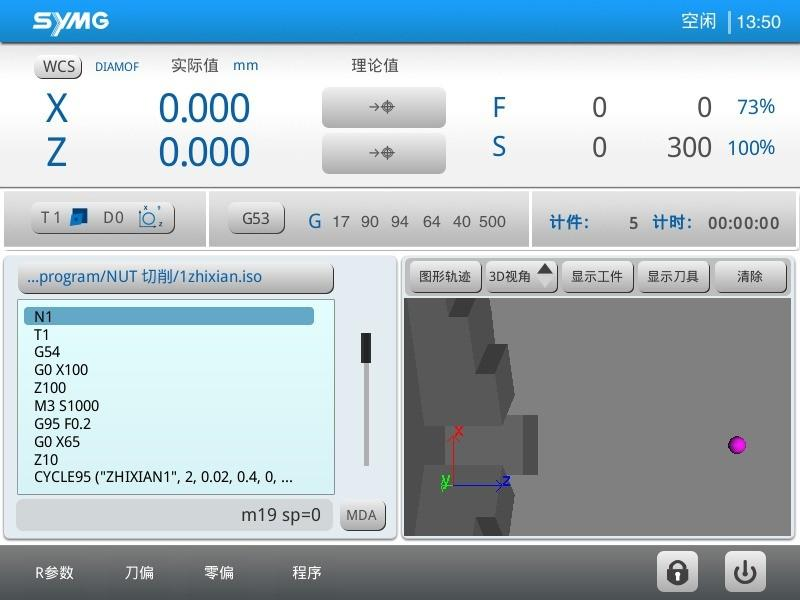 SYMG
空闲 13:50
WCS DIAMOF 实际值 mm 理论值
X 0.000 F 0 0 73%
Z 0.000 S 0 300 100%
T 1 D0 G53 G 17 90 94 64 40 500 计件: 5 计时: 00:00:00
...program/NUT 切削/1zhixian.iso
图形轨迹 3D视角 显示工件 显示刀具 清除
N1
T1
G54
G0 X100
Z100
M3 S1000
G95 F0.2
G0 X65
Z10
CYCLE95 ("ZHIXIAN1", 2, 0.02, 0.4, 0, ...
m19 sp=0 MDA
X
y z
R参数 刀偏 零偏 程序